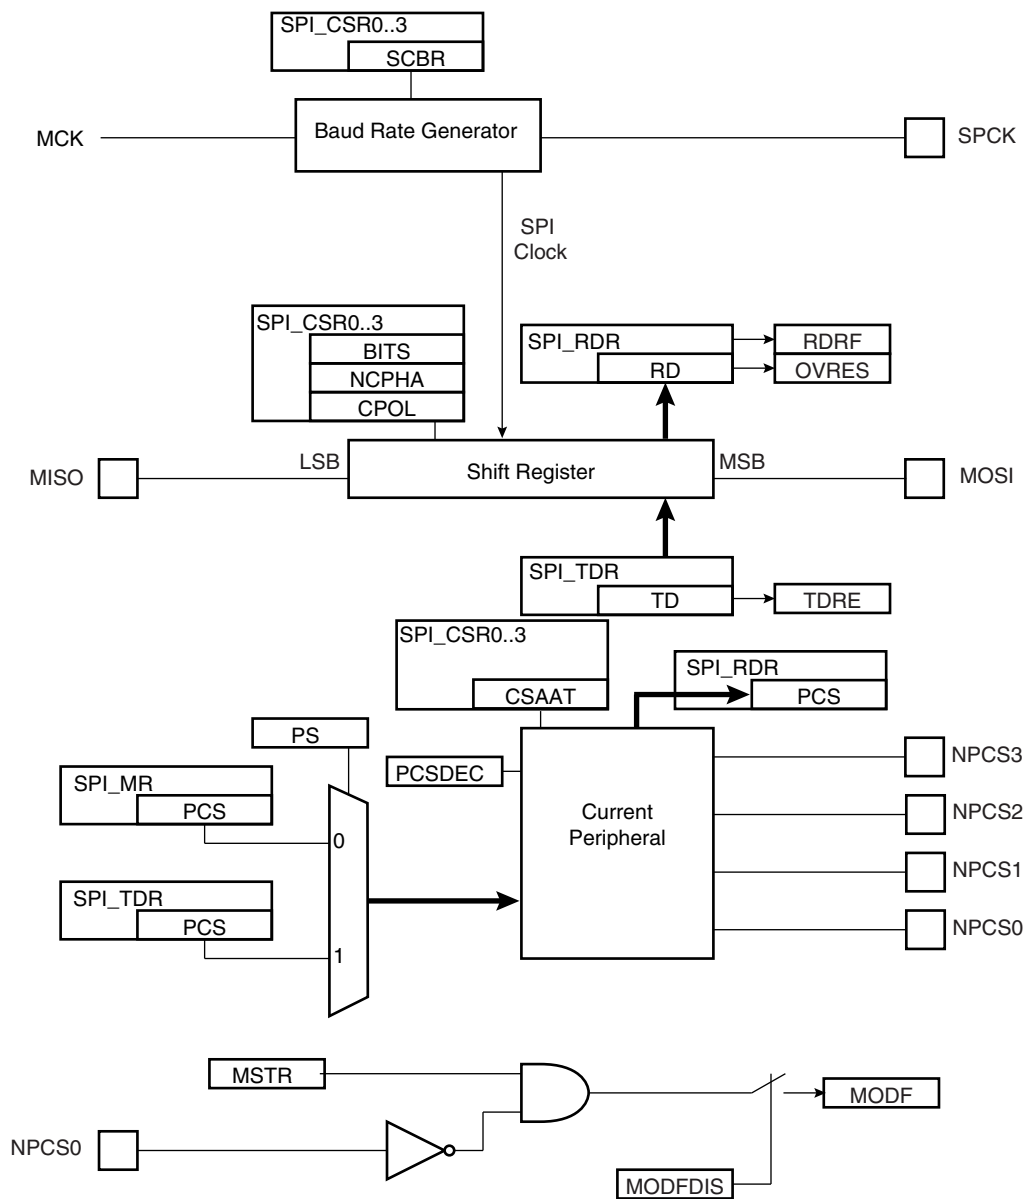 SPI_CSR0..3
SCBR
MCK
Baud Rate Generator
SPCK
SPI
Clock
SPI_CSR0..3
BITS
NCPHA
CPOL
SPI_RDR
RD
RDRF
OVRES
MISO
LSB
Shift Register
MSB
MOSI
SPI_TDR
TD
TDRE
SPI_CSR0..3
CSAAT
SPI_RDR
PCS
PS
PCSDEC
SPI_MR
PCS
0
SPI_TDR
PCS
1
Current
Peripheral
NPCS3
NPCS2
NPCS1
NPCS0
MSTR
MODF
NPCS0
MODFDIS